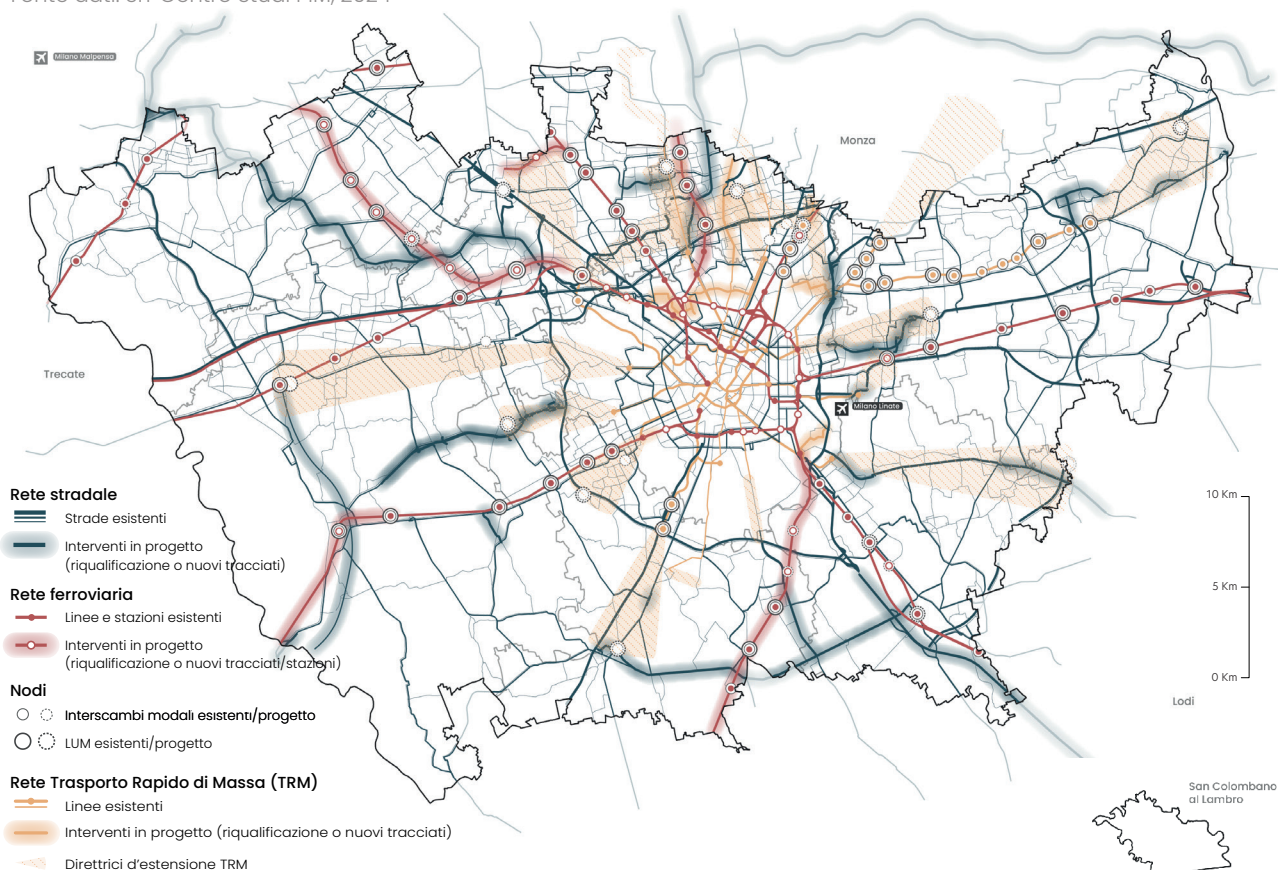 Milano Malpensa
Monza
Trecate
Milano Linate
Rete stradale
Strade esistenti
Interventi in progetto
(riqualificazione o nuovi tracciati)
Rete ferroviaria
Linee e stazioni esistenti
Interventi in progetto
(riqualificazione o nuovi tracciati/stazioni)
Nodi
Interscambi modali esistenti/progetto
LUM esistenti/progetto
Rete Trasporto Rapido di Massa (TRM)
Linee esistenti
Interventi in progetto (riqualificazione o nuovi tracciati)
Direttrici d'estensione TRM
10 Km
5 Km
0 Km
Lodi
San Colombano
al Lambro